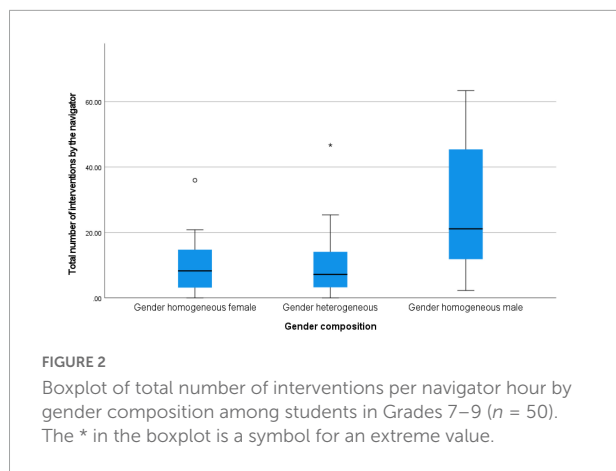 Total number of interventions by the navigator
60.00
40.00
20.00
.00
*
Gender homogeneous female
Gender heterogeneous
Gender homogeneous male
Gender composition
FIGURE 2
Boxplot of total number of interventions per navigator hour by
gender composition among students in Grades 7–9 (n = 50).
The * in the boxplot is a symbol for an extreme value.